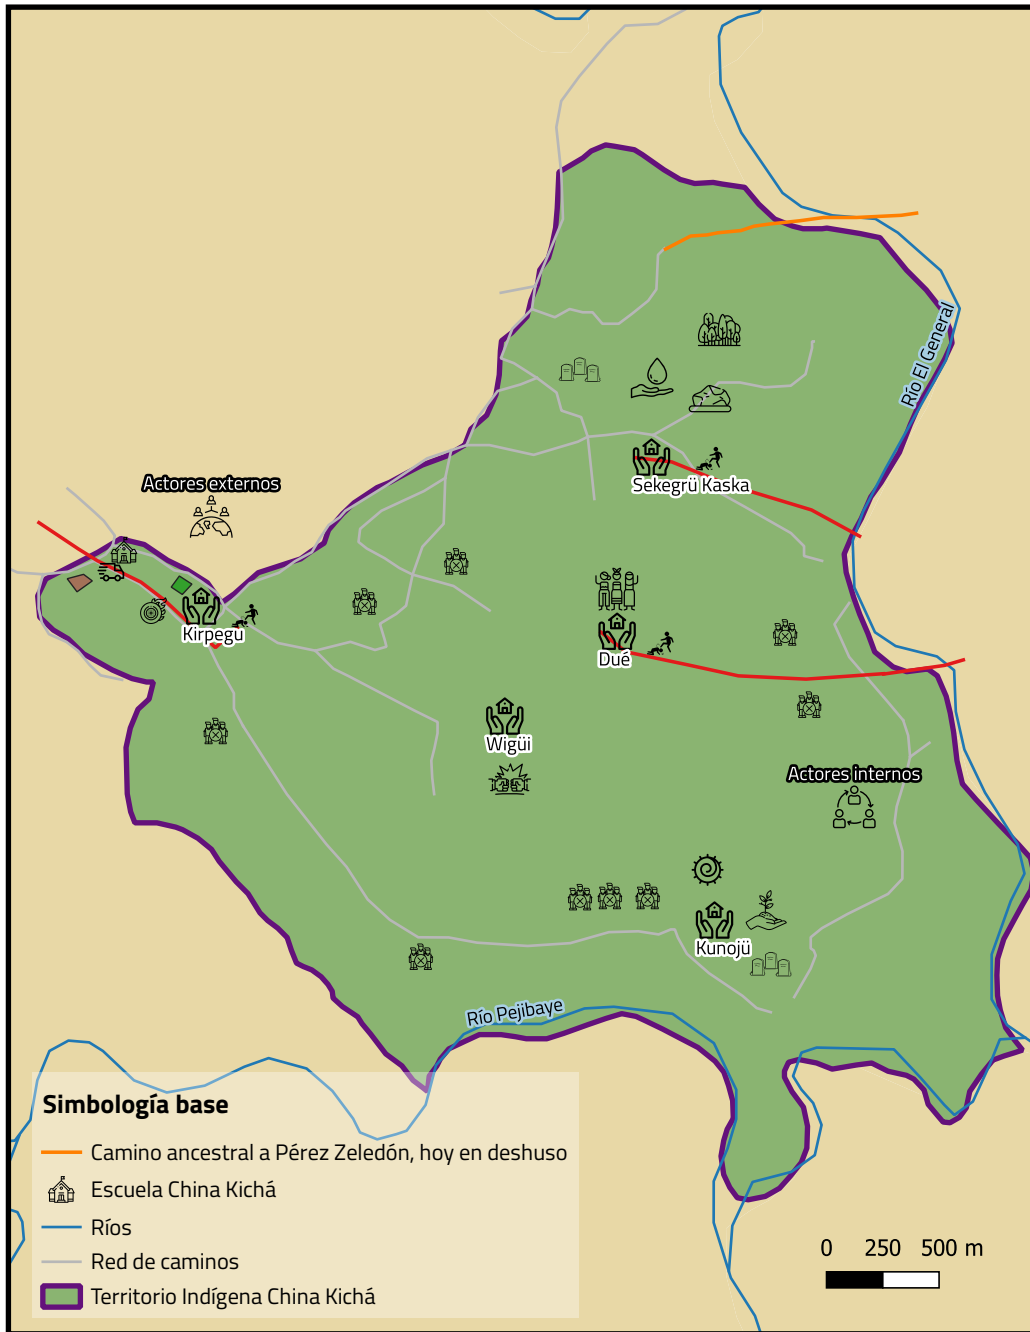 Río El General
Actores externos
Sekegrü Kaska
Kirpegu
Dué
Wigüi
Actores internos
Kunojü
Río Pejibaye
Simbología base
Camino ancestral a Pérez Zeledón, hoy en deshuso
Escuela China Kichá
Ríos
Red de caminos
Territorio Indígena China Kichá
0 250 500 m